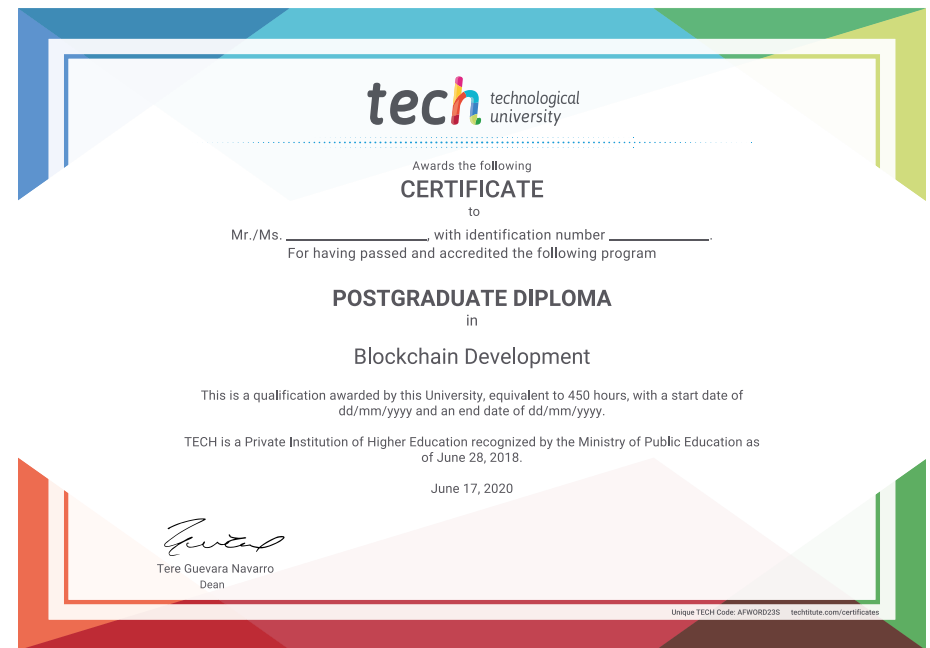 tech technological
university
Awards the following
CERTIFICATE
to
Mr./Ms. ____________________, with identification number ______________.
For having passed and accredited the following program
POSTGRADUATE DIPLOMA
in
Blockchain Development
This is a qualification awarded by this University, equivalent to 450 hours, with a start date of
dd/mm/yyyy and an end date of dd/mm/yyyy.
TECH is a Private Institution of Higher Education recognized by the Ministry of Public Education as
of June 28, 2018.
June 17, 2020
Tere Guevara Navarro
Dean
Unique TECH Code: AFWORD23S techtitute.com/certificates